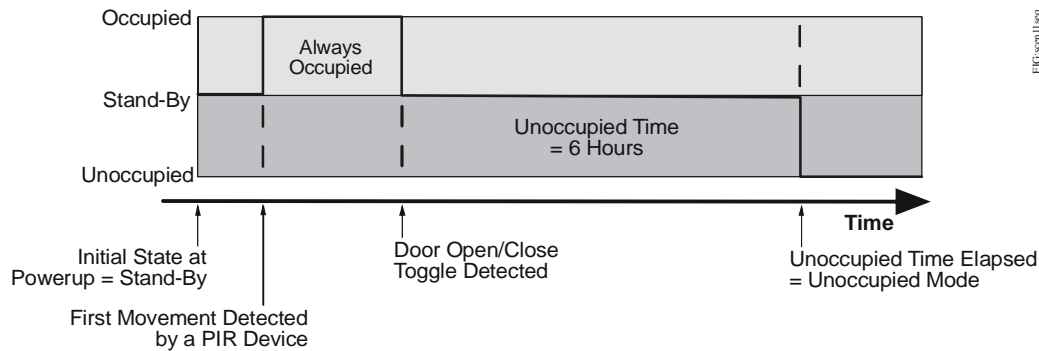 Occupied
Always
Occupied
Stand-By
Unoccupied Time
= 6 Hours
Unoccupied
Time
Initial State at
Powerup = Stand-By
Door Open/Close
Toggle Detected
Unoccupied Time Elapsed
= Unoccupied Mode
First Movement Detected
by a PIR Device